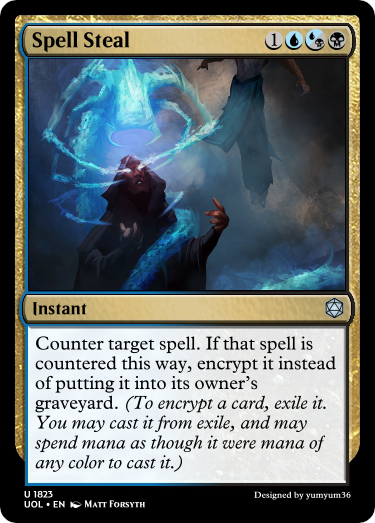 Spell Steal 1
Instant
Counter target spell. If that spell is
countered this way, encrypt it instead
of putting it into its owner's
graveyard. (To encrypt a card, exile it.
You may cast it from exile, and may
spend mana as though it were mana of
any color to cast it.)
U 1823
UOL • EN Matt Forsyth
Designed by yumyum36